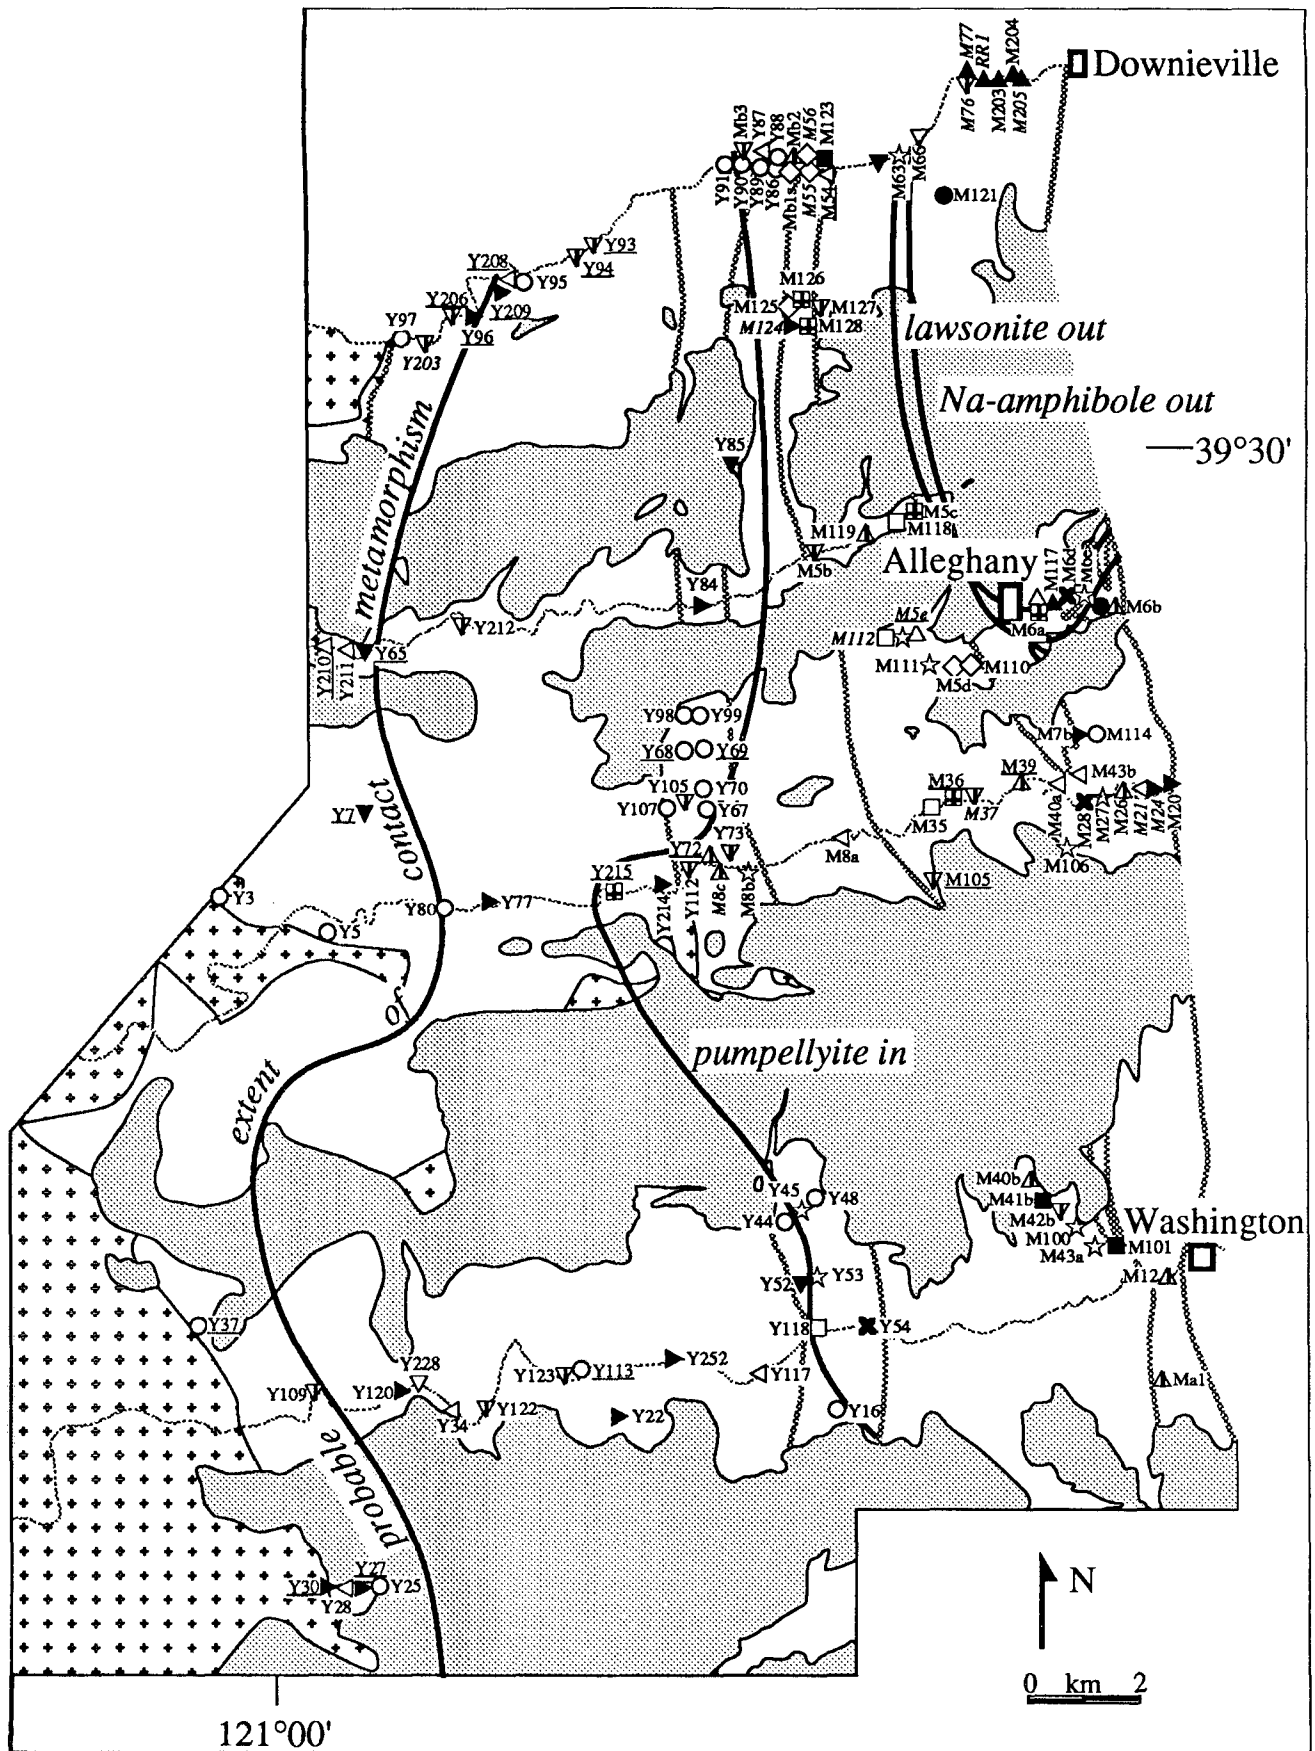 M77
RR1
M204
Downieville
M76
M203
M205
Mb3
Y87
Y88
Mb2
M56
M123
Y91
Y90
Y89
Y86
Mb1s
M55
M54
M63
M66
M121
Y93
Y94
Y208
Y95
Y209
Y206
Y96
Y97
Y203
M126
M125
M127
M124
M128
lawsonite out
Na-amphibole out
39°30'
Y85
metamorphism
M5c
M118
M119
M5b
Alleghany
M117
M6d
M6c
M6b
M6a
Y84
Y212
M5e
M112
M111
M5d
M110
Y210
Y211
Y65
Y98
Y99
Y68
Y69
M7b
M114
Y105
Y70
Y107
Y67
M39
M43b
M36
M35
M37
M40a
M28
M27
M26
M21
M24
M20
M106
Y7
contact
Y73
Y72
M8a
Y215
Y214
Y112
M8c
M8b
M105
Y3
Y5
Y80
Y77
of
pumpellyite in
extent
Y45
Y48
Y44
M40b
M41b
M42b
M100
M43a
M101
Washington
M12
Y52
Y53
Y118
Y54
Y37
Y228
Y123
Y113
Y252
Y117
Y109
Y120
Y34
Y122
Y22
Y16
Ma1
probable
Y27
Y30
Y28
Y25
N
0 km 2
121°00'